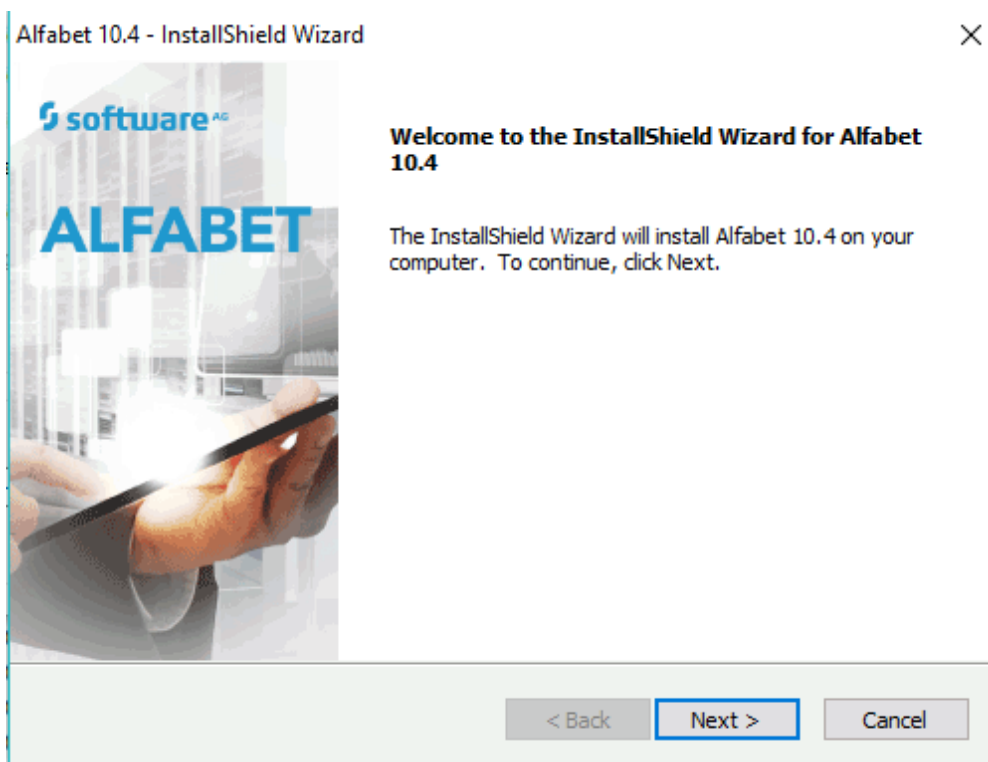 Alfabet 10.4 - InstallShield Wizard
software AG
ALFABET
Welcome to the InstallShield Wizard for Alfabet
10.4
The InstallShield Wizard will install Alfabet 10.4 on your
computer. To continue, click Next.
< Back
Next >
Cancel